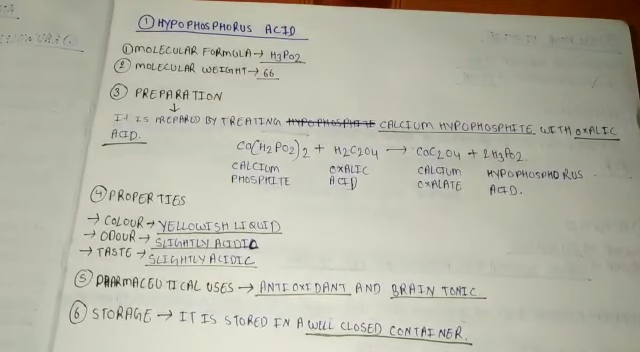 ① HYPOPHOSPHORUS ACID
① MOLECULAR FORMULA → H3PO2
② MOLECULAR WEIGHT → 66
③ PREPARATION
↓
IT IS PREPARED BY TREATING HYPOPHOSPHITE CALCIUM HYPOPHOSPHITE WITH OXALIC
ACID.
Ca(H2PO2)2 + H2C2O4 → CaC2O4 + 2H3PO2
CALCIUM OXALIC CALCIUM HYPOPHOSPHORUS
PHOSPHITE ACID OXALATE ACID.
④ PROPERTIES
→ COLOUR → YELLOWISH LIQUID
→ ODOUR → SLIGHTLY ACIDIC
→ TASTE → SLIGHTLY ACIDIC
⑤ PHARMACEUTICAL USES → ANTIOXIDANT AND BRAIN TONIC
⑥ STORAGE → IT IS STORED IN A WELL CLOSED CONTAINER.